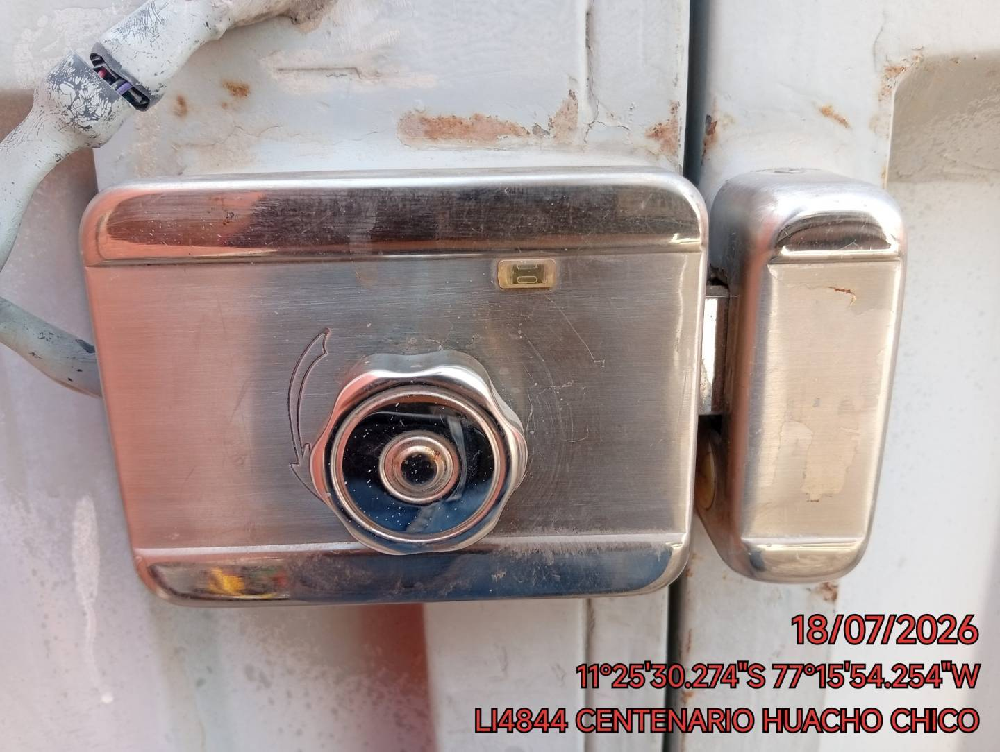 18/07/2026
11°25'30.274"S 77°15'54.254"W
LI4844 CENTENARIO HUACHO CHICO